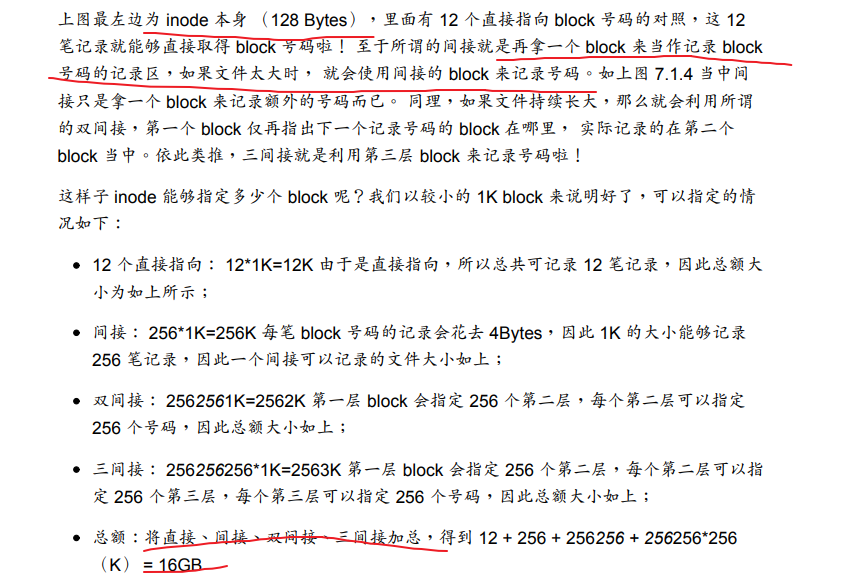 上图最左边为 inode 本身 （128 Bytes），里面有 12 个直接指向 block 号码的对照，这 12
笔记录就能够直接取得 block 号码啦！ 至于所谓的间接就是再拿一个 block 来当作记录 block
号码的记录区，如果文件太大时， 就会使用间接的 block 来记录号码。如上图 7.1.4 当中间
接只是拿一个 block 来记录额外的号码而已。 同理，如果文件持续长大，那么就会利用所谓
的双间接，第一个 block 仅再指出下一个记录号码的 block 在哪里， 实际记录的在第二个
block 当中。依此类推，三间接就是利用第三层 block 来记录号码啦！
这样子 inode 能够指定多少个 block 呢？我们以较小的 1K block 来说明好了，可以指定的情
况如下：
• 12 个直接指向： 12*1K=12K 由于是直接指向，所以总共可记录 12 笔记录，因此总额大
小为如上所示；
• 间接： 256*1K=256K 每笔 block 号码的记录会花去 4Bytes，因此 1K 的大小能够记录
256 笔记录，因此一个间接可以记录的文件大小如上；
• 双间接： 2562561K=2562K 第一层 block 会指定 256 个第二层，每个第二层可以指定
256 个号码，因此总额大小如上；
• 三间接： 256256256*1K=2563K 第一层 block 会指定 256 个第二层，每个第二层可以指
定 256 个第三层，每个第三层可以指定 256 个号码，因此总额大小如上；
• 总额：将直接、间接、双间接、三间接加总，得到 12 + 256 + 256256 + 256256*256
（K） = 16GB